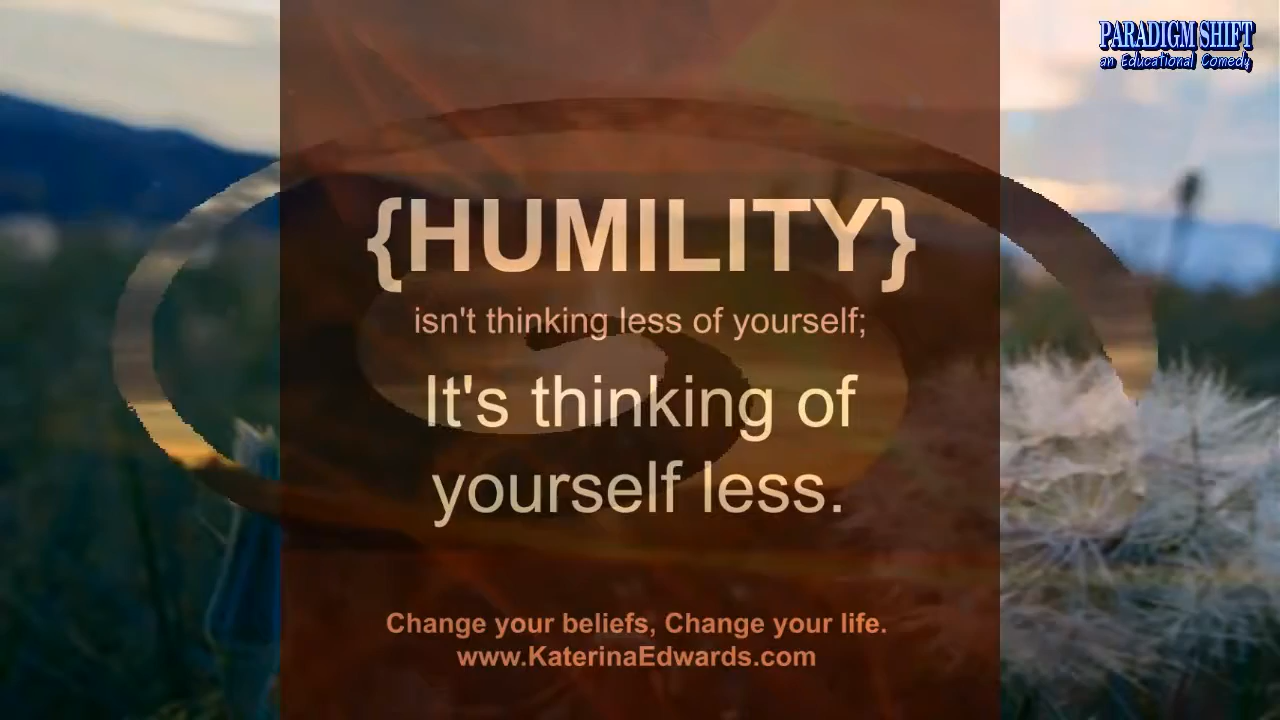 PARADIGM SHIFT
an Educational Comedy
{HUMILITY}
isn't thinking less of yourself;
It's thinking of
yourself less.
Change your beliefs, Change your life.
www.KaterinaEdwards.com